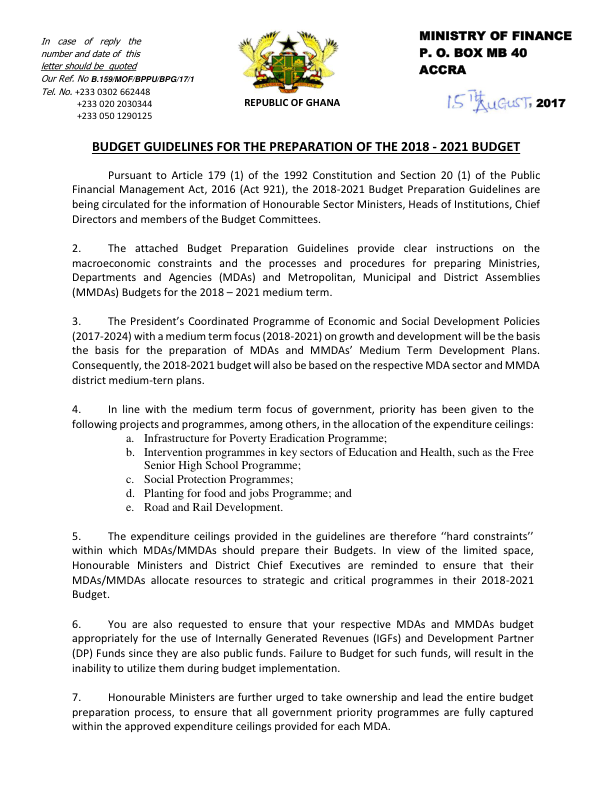 In case of reply the
number and date of this
letter should be quoted
Our Ref. No B.159/MOF/BPPU/BPG/17/1
Tel. No. +233 0302 662448
+233 020 2030344
+233 050 1290125
REPUBLIC OF GHANA
MINISTRY OF FINANCE
P. O. BOX MB 40
ACCRA
15TH AUGUST, 2017
BUDGET GUIDELINES FOR THE PREPARATION OF THE 2018 - 2021 BUDGET
Pursuant to Article 179 (1) of the 1992 Constitution and Section 20 (1) of the Public
Financial Management Act, 2016 (Act 921), the 2018-2021 Budget Preparation Guidelines are
being circulated for the information of Honourable Sector Ministers, Heads of Institutions, Chief
Directors and members of the Budget Committees.
2. The attached Budget Preparation Guidelines provide clear instructions on the
macroeconomic constraints and the processes and procedures for preparing Ministries,
Departments and Agencies (MDAs) and Metropolitan, Municipal and District Assemblies
(MMDAs) Budgets for the 2018 – 2021 medium term.
3. The President's Coordinated Programme of Economic and Social Development Policies
(2017-2024) with a medium term focus (2018-2021) on growth and development will be the basis
the basis for the preparation of MDAs and MMDAs' Medium Term Development Plans.
Consequently, the 2018-2021 budget will also be based on the respective MDA sector and MMDA
district medium-tern plans.
4. In line with the medium term focus of government, priority has been given to the
following projects and programmes, among others, in the allocation of the expenditure ceilings:
a. Infrastructure for Poverty Eradication Programme;
b. Intervention programmes in key sectors of Education and Health, such as the Free
Senior High School Programme;
c. Social Protection Programmes;
d. Planting for food and jobs Programme; and
e. Road and Rail Development.
5. The expenditure ceilings provided in the guidelines are therefore ''hard constraints''
within which MDAs/MMDAs should prepare their Budgets. In view of the limited space,
Honourable Ministers and District Chief Executives are reminded to ensure that their
MDAs/MMDAs allocate resources to strategic and critical programmes in their 2018-2021
Budget.
6. You are also requested to ensure that your respective MDAs and MMDAs budget
appropriately for the use of Internally Generated Revenues (IGFs) and Development Partner
(DP) Funds since they are also public funds. Failure to Budget for such funds, will result in the
inability to utilize them during budget implementation.
7. Honourable Ministers are further urged to take ownership and lead the entire budget
preparation process, to ensure that all government priority programmes are fully captured
within the approved expenditure ceilings provided for each MDA.